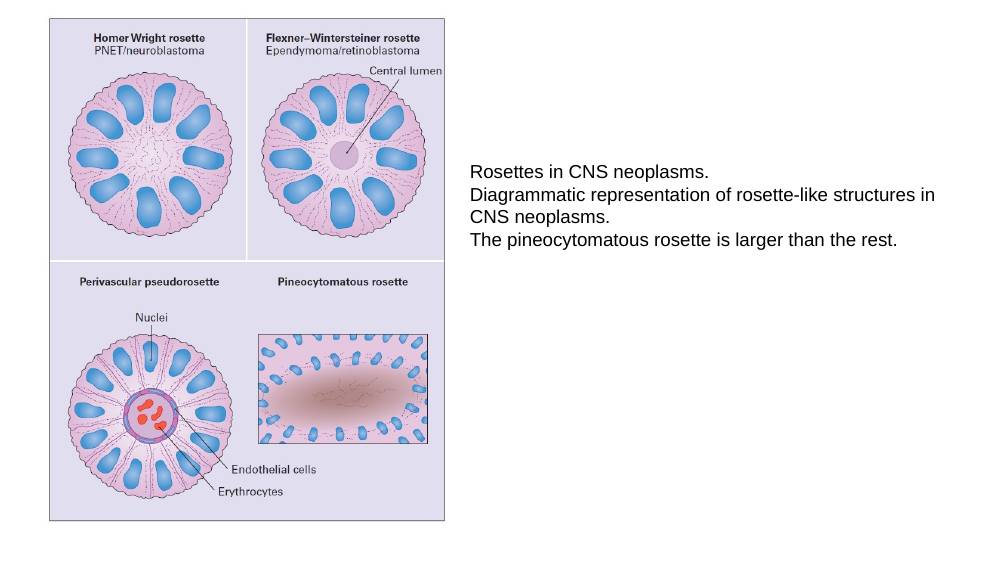 Homer Wright rosette
PNET/neuroblastoma
Flexner–Wintersteiner rosette
Ependymoma/retinoblastoma
Central lumen
Perivascular pseudorosette
Nuclei
Endothelial cells
Erythrocytes
Pineocytomatous rosette
Rosettes in CNS neoplasms.
Diagrammatic representation of rosette-like structures in
CNS neoplasms.
The pineocytomatous rosette is larger than the rest.